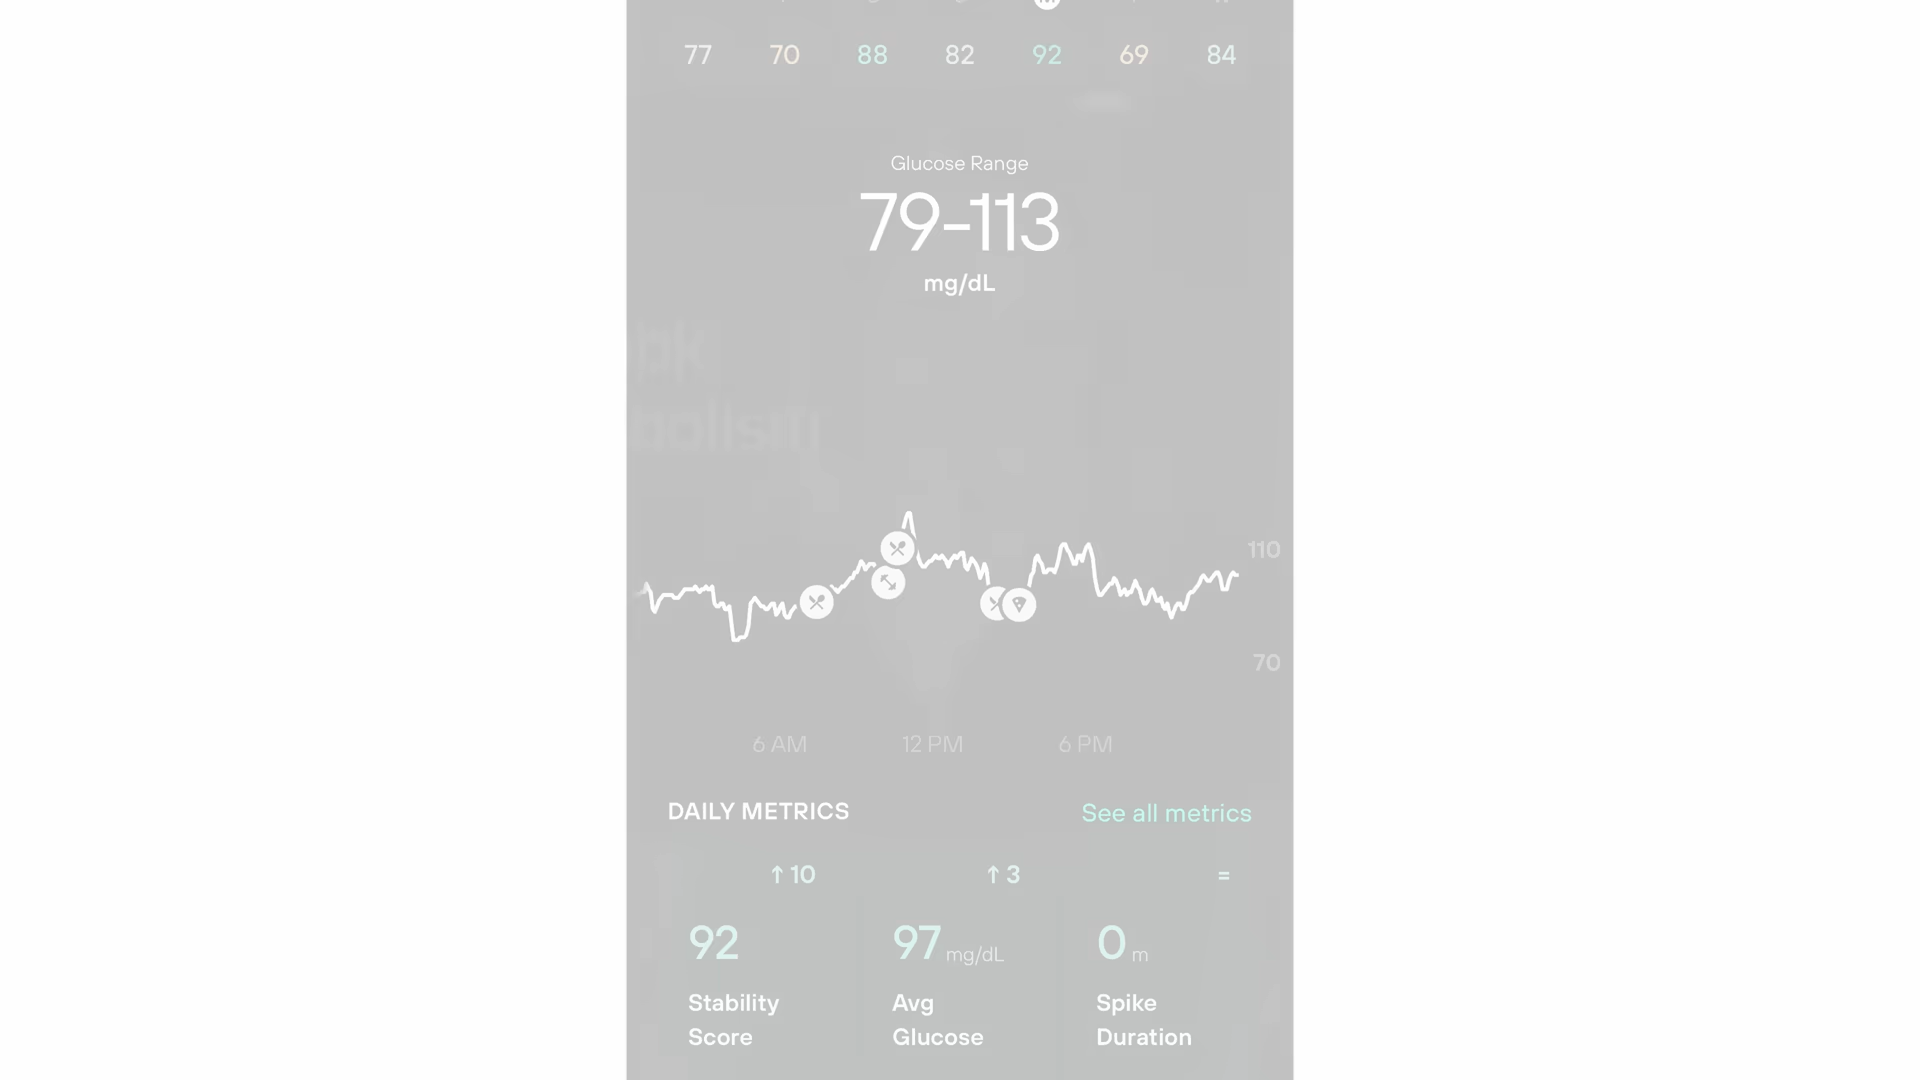 77 70 88 82 92 69 84
Glucose Range
79-113
mg/dL
110
70
6 AM 12 PM 6 PM
DAILY METRICS See all metrics
↑ 10 ↑ 3 =
92 97 mg/dL 0 m
Stability Avg Spike
Score Glucose Duration